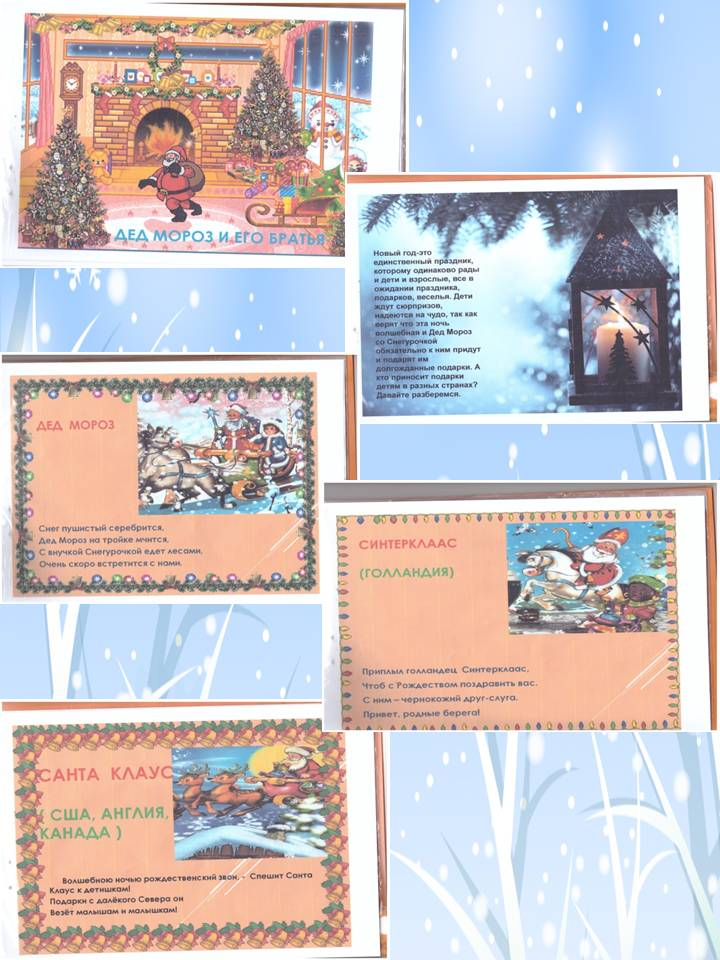 ДЕД МОРОЗ И ЕГО БРАТЬЯ
Новый год-это
единственный праздник,
которому одинаково рады
и дети и взрослые, все в
ожидании праздника,
подарков, веселья. Дети
ждут сюрпризов,
надеются на чудо, так как
верят что эта ночь
волшебная и Дед Мороз
со Снегурочкой
обязательно к ним придут
и подарят им
долгожданные подарки. А
кто приносит подарки
детям в разных странах?
Давайте разберемся.
ДЕД МОРОЗ
Снег пушистый серебрится,
Дед Мороз на тройке мчится,
С внучкой Снегурочкой едет лесами,
Очень скоро встретится с нами.
СИНТЕРКЛААС
(ГОЛЛАНДИЯ)
Приплыл голландец Синтерклаас,
Чтоб с Рождеством поздравить вас.
С ним – чернокожий друг-слуга.
Привет, родные берега!
САНТА КЛАУС
( США, АНГЛИЯ,
КАНАДА )
Волшебною ночью рождественский звон, - Спешит Санта
Клаус к детишкам!
Подарки с далёкого Севера он
Везёт малышам и малышкам!